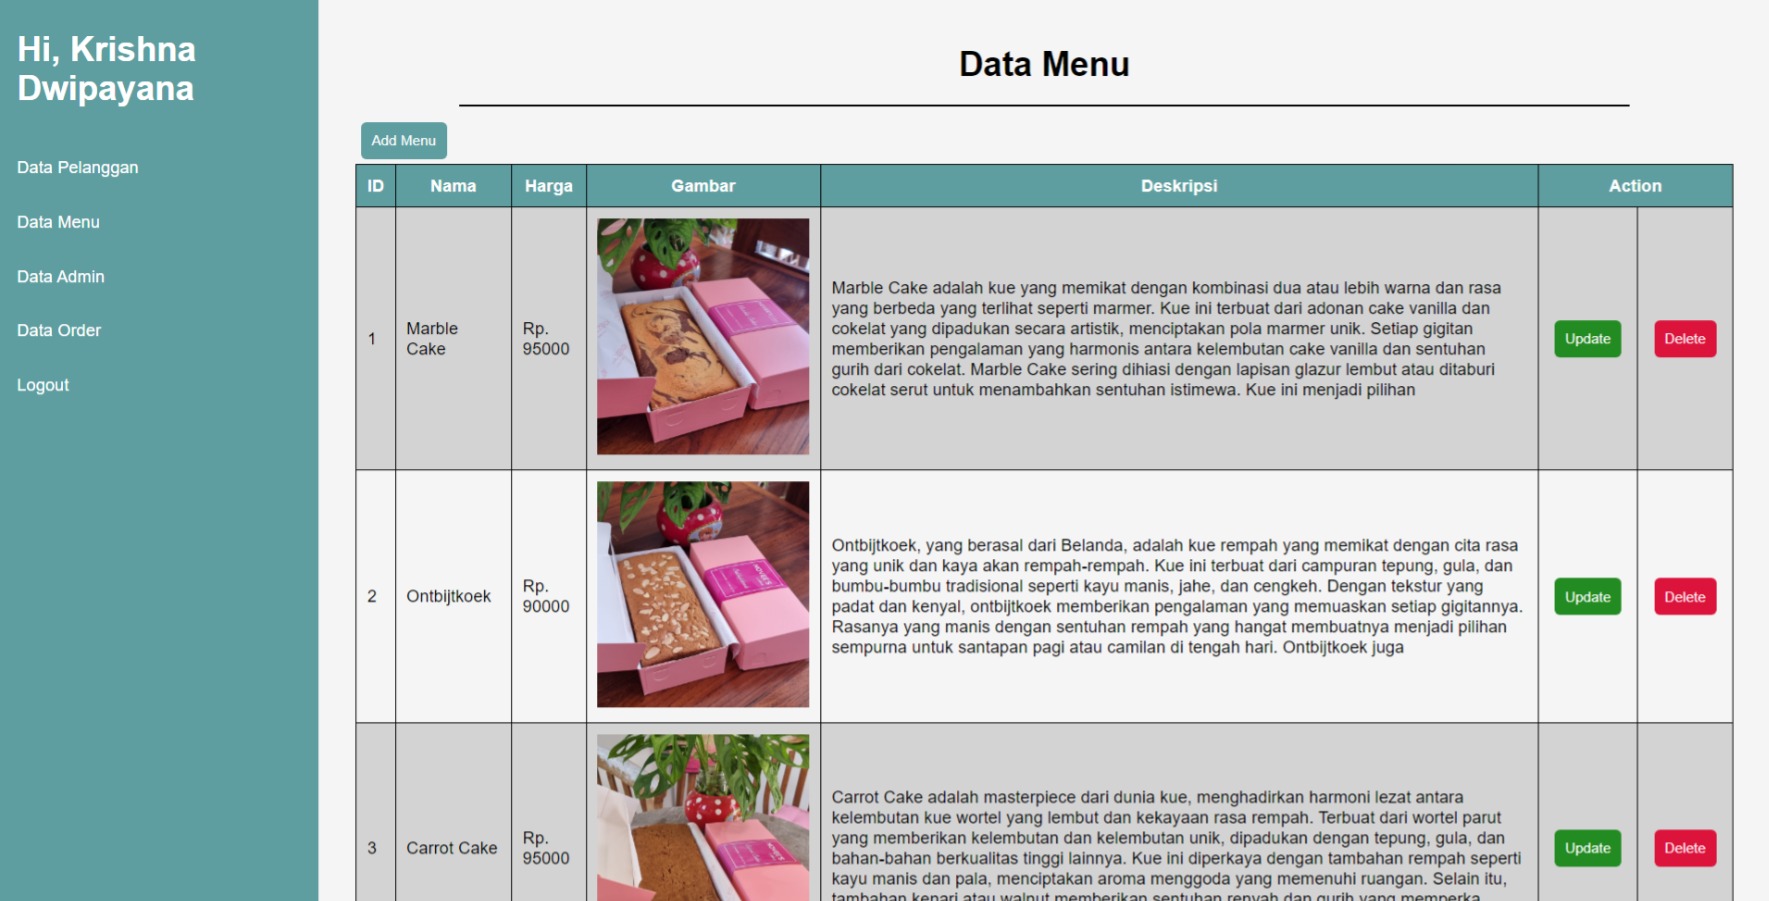 Hi, Krishna
Dwipayana
Data Pelanggan
Data Menu
Data Admin
Data Order
Logout
Data Menu
Add Menu
ID Nama Harga Gambar Deskripsi Action
1
Marble
Cake
Rp.
95000
Marble Cake adalah kue yang memikat dengan kombinasi dua atau lebih warna dan rasa
yang berbeda yang terlihat seperti marmer. Kue ini terbuat dari adonan cake vanilla dan
cokelat yang dipadukan secara artistik, menciptakan pola marmer unik. Setiap gigitan
memberikan pengalaman yang harmonis antara kelembutan cake vanilla dan sentuhan
gurih dari cokelat. Marble Cake sering dihiasi dengan lapisan glazur lembut atau ditaburi
cokelat serut untuk menambahkan sentuhan istimewa. Kue ini menjadi pilihan
Update
Delete
2
Ontbijtkoek
Rp.
90000
Ontbijtkoek, yang berasal dari Belanda, adalah kue rempah yang memikat dengan cita rasa
yang unik dan kaya akan rempah-rempah. Kue ini terbuat dari campuran tepung, gula, dan
bumbu-bumbu tradisional seperti kayu manis, jahe, dan cengkeh. Dengan tekstur yang
padat dan kenyal, ontbijtkoek memberikan pengalaman yang memuaskan setiap gigitannya.
Rasanya yang manis dengan sentuhan rempah yang hangat membuatnya menjadi pilihan
sempurna untuk santapan pagi atau camilan di tengah hari. Ontbijtkoek juga
Update
Delete
3
Carrot Cake
Rp.
95000
Carrot Cake adalah masterpiece dari dunia kue, menghadirkan harmoni lezat antara
kelembutan kue wortel yang lembut dan kekayaan rasa rempah. Terbuat dari wortel parut
yang memberikan kelembutan dan kelembutan unik, dipadukan dengan tepung, gula, dan
bahan-bahan berkualitas tinggi lainnya. Kue ini diperkaya dengan tambahan rempah seperti
kayu manis dan pala, menciptakan aroma menggoda yang memenuhi ruangan. Selain itu,
tambahan kenari atau walnut memberikan sentuhan renyah dan gurih yang memperka
Update
Delete